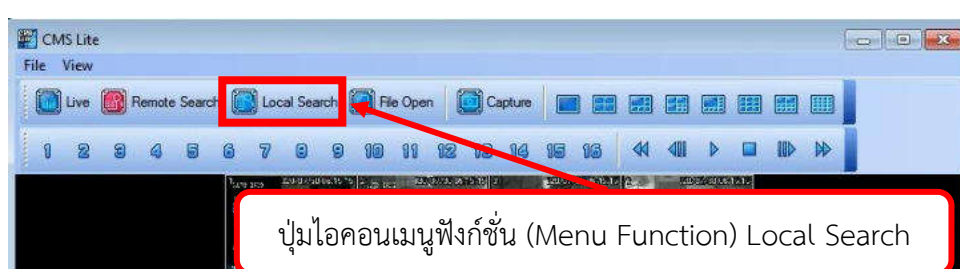 CMS Lite
File View
Live Remote Search Local Search File Open Capture
1 2 3 4 5 6 7 8 9 10 11 12 13 14 15 16
ปุ่มไอคอนเมนูฟังก์ชั่น (Menu Function) Local Search